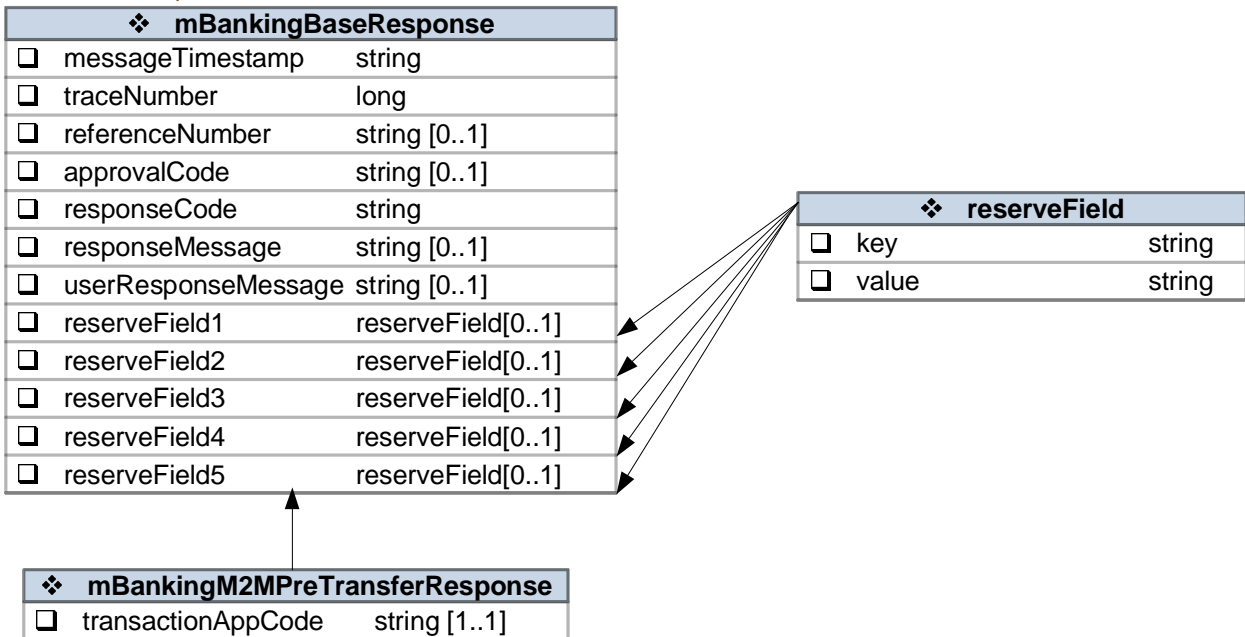 ❖ mBankingBaseResponse
❑ messageTimestamp string
❑ traceNumber long
❑ referenceNumber string [0..1]
❑ approvalCode string [0..1]
❑ responseCode string
❑ responseMessage string [0..1]
❑ userResponseMessage string [0..1]
❑ reserveField1 reserveField[0..1]
❑ reserveField2 reserveField[0..1]
❑ reserveField3 reserveField[0..1]
❑ reserveField4 reserveField[0..1]
❑ reserveField5 reserveField[0..1]
❖ reserveField
❑ key string
❑ value string
❖ mBankingM2MPreTransferResponse
❑ transactionAppCode string [1..1]